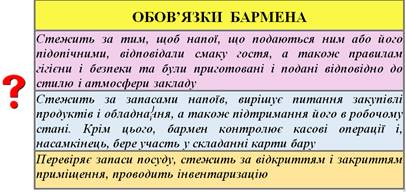 ОБОВ'ЯЗКИ БАРМЕНА
Стежить за тим, щоб напої, що подаються ним або його
підопічними, відповідали смаку гостя, а також правилам
гігієни і безпеки та були приготовані і подані відповідно до
стилю і атмосфери закладу
?
Стежить за запасами напоїв, вирішує питання закупівлі
продуктів і обладнання, а також підтримання його в робочому
стані. Крім цього, бармен контролює касові операції і,
насамкінець, бере участь у складанні карти бару
Перевіряє запаси посуду, стежить за відкриттям і закриттям
приміщення, проводить інвентаризацію